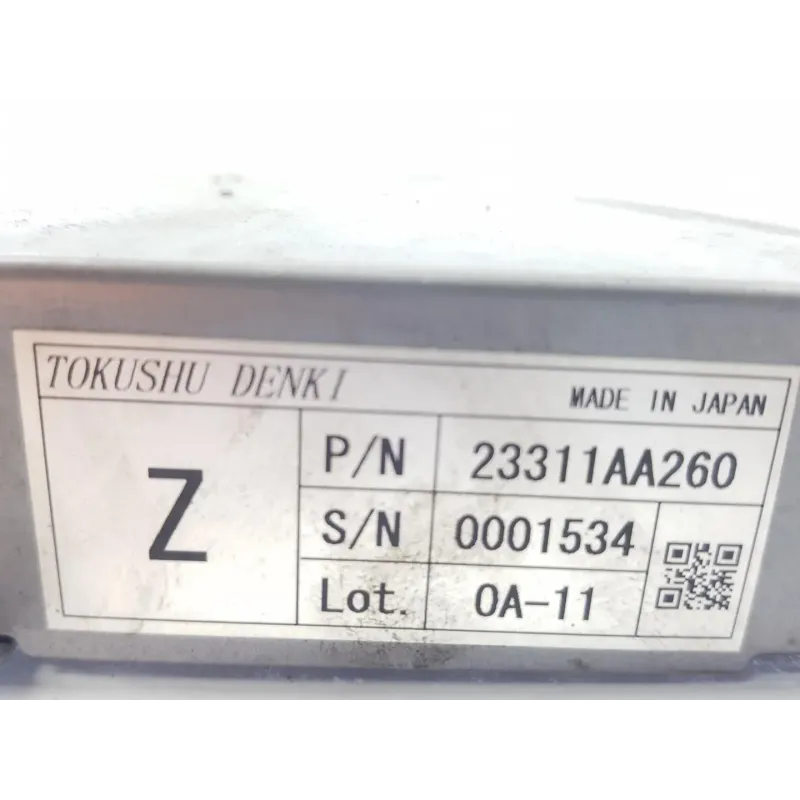 TOKUSHU DENKI MADE IN JAPAN
Z
P/N 23311AA260
S/N 0001534
Lot. 0A-11